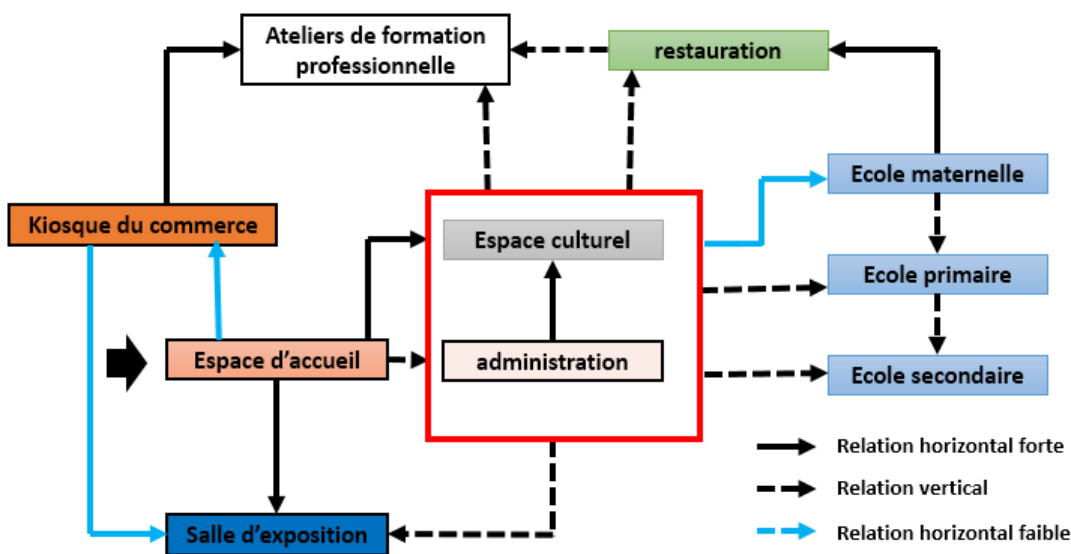 Ateliers de formation
professionnelle
restauration
Ecole maternelle
Kiosque du commerce
Espace culturel
Ecole primaire
Espace d’accueil
administration
Ecole secondaire
Relation horizontal forte
Relation vertical
Salle d’exposition
Relation horizontal faible